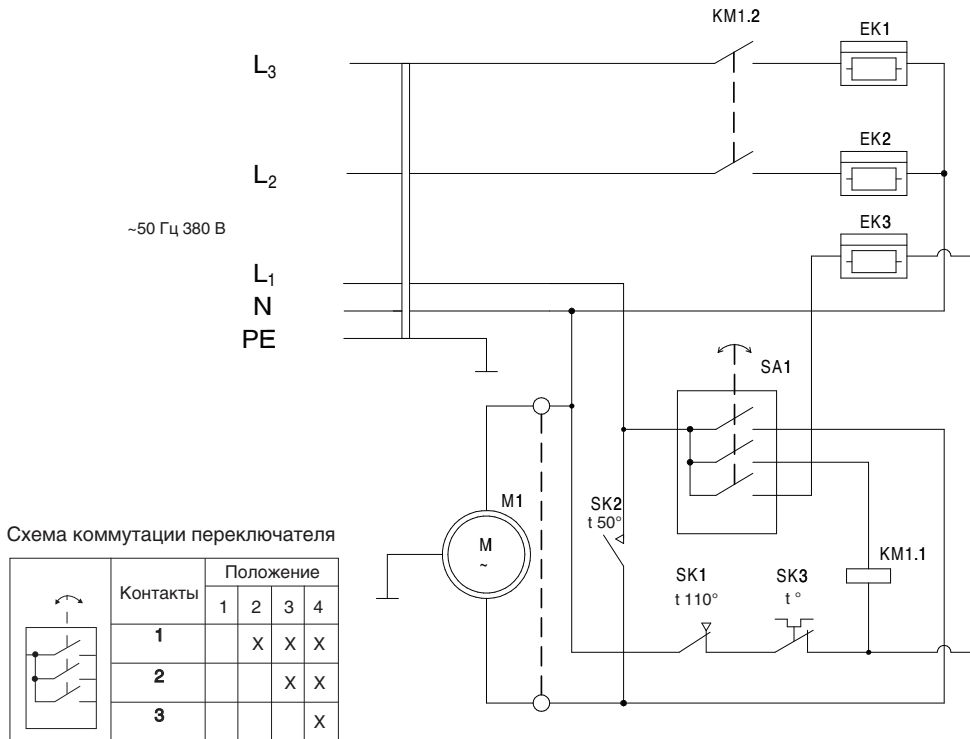 KM1.2
EK1
L3
EK2
L2
EK3
~50 Гц 380 В
L1
N
PE
SA1
M1
SK2
t 50°
M
~
KM1.1
SK1
t 110°
SK3
t °
Схема коммутации переключателя
Контакты
Положение
1 2 3 4
1 X X X
2 X X
3 X